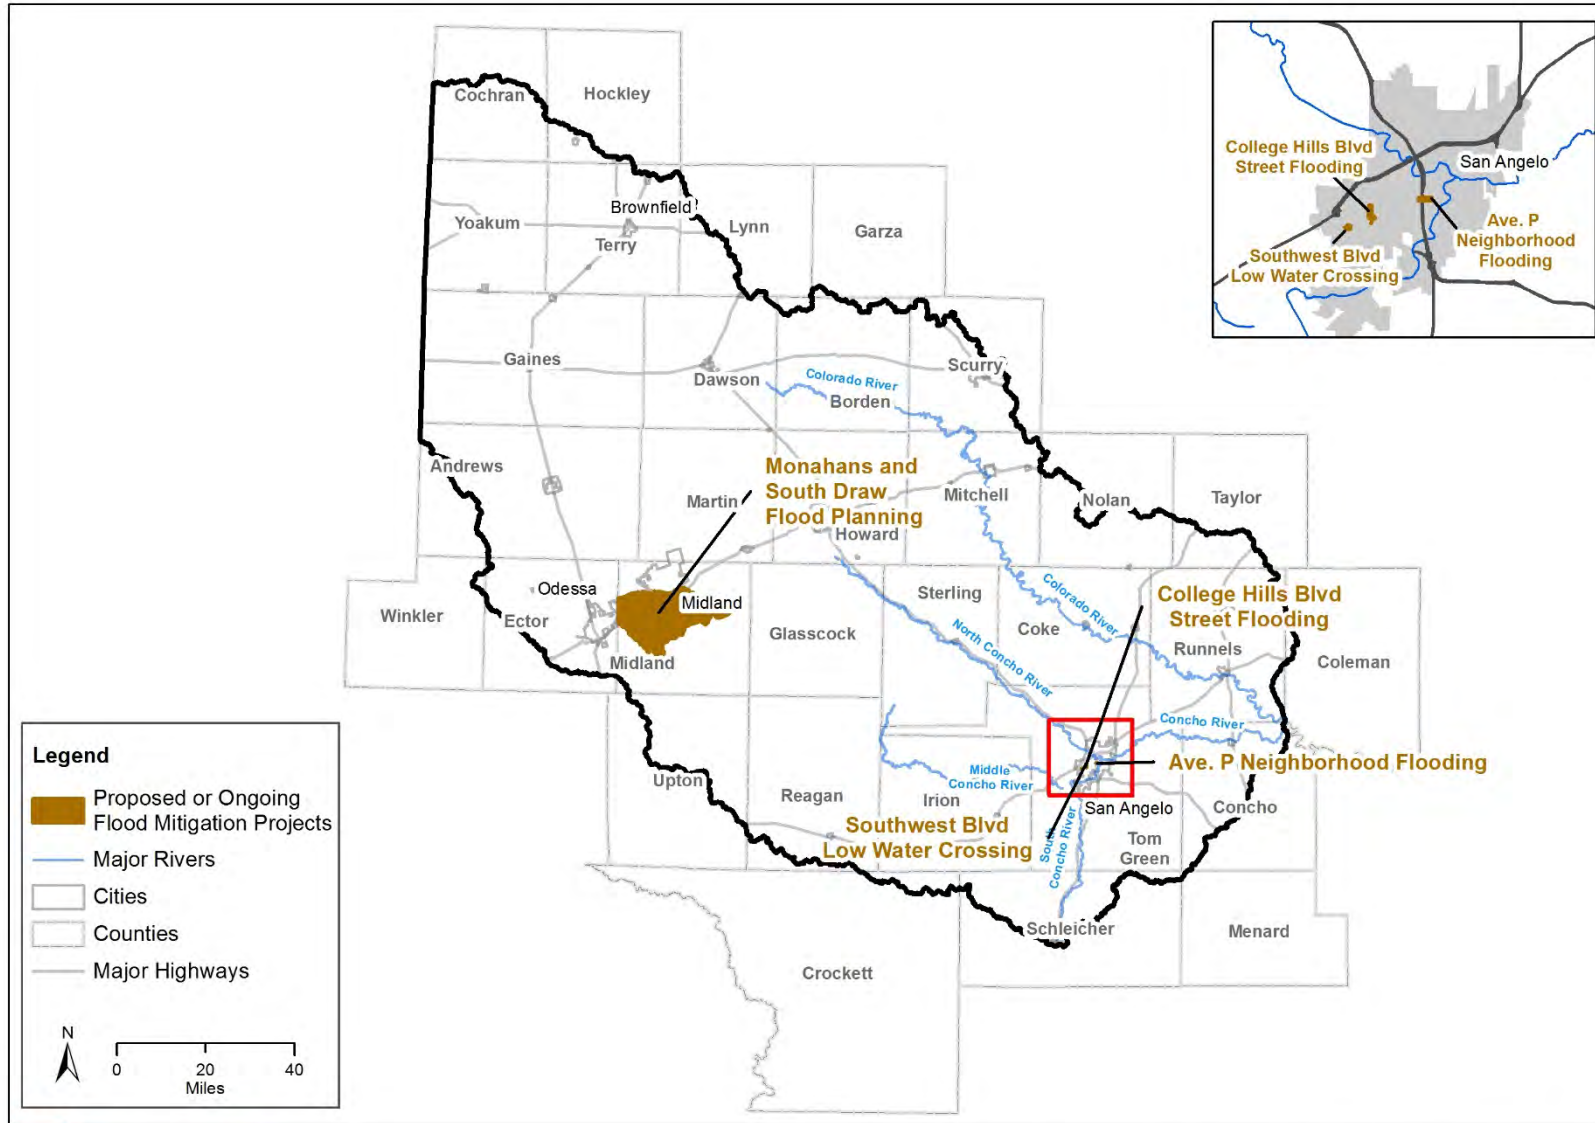 Cochran
Hockley
Brownfield
Yoakum
Terry
Lynn
Garza
Gaines
Dawson
Colorado River
Borden
Scurry
Andrews
Martin
Monahans and
South Draw
Flood Planning
Howard
Mitchell
Nolan
Taylor
Winkler
Odessa
Ector
Midland
Midland
Glasscock
Sterling
North Concho River
Coke
Colorado River
College Hills Blvd
Street Flooding
Runnels
Coleman
Concho River
Ave. P Neighborhood Flooding
Upton
Reagan
Middle
Concho River
Irion
San Angelo
Concho
Southwest Blvd
Low Water Crossing
South
Concho River
Tom
Green
Schleicher
Menard
Crockett
College Hills Blvd
Street Flooding
San Angelo
Ave. P
Neighborhood
Flooding
Southwest Blvd
Low Water Crossing
Legend
Proposed or Ongoing
Flood Mitigation Projects
Major Rivers
Cities
Counties
Major Highways
N
0 20 40
Miles